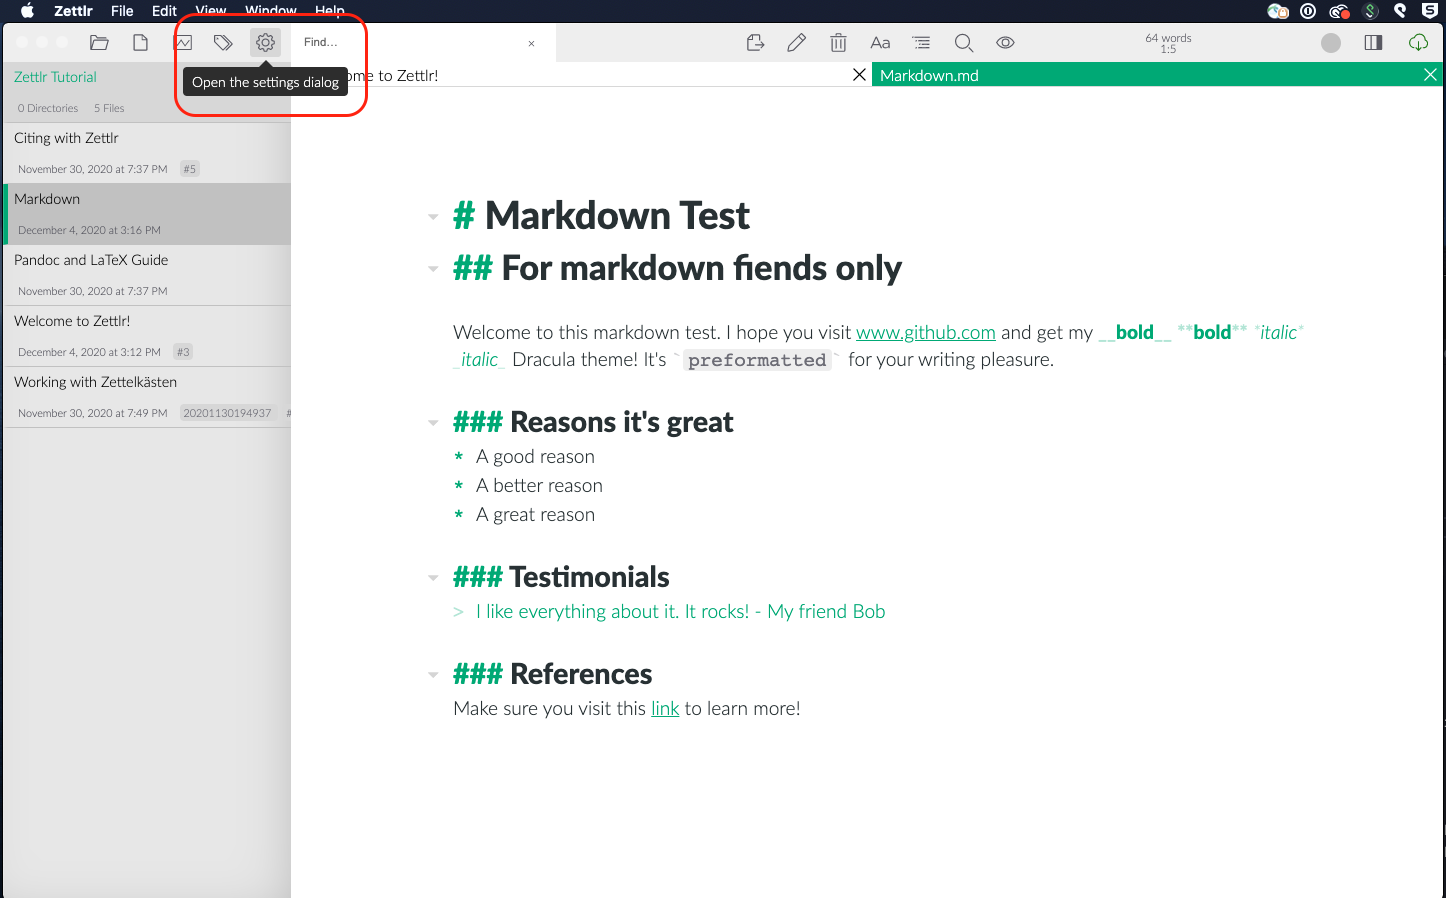 Zettlr File Edit View Window Help
Find... ×
Aa
64 words
1:5
Open the settings dialog
ome to Zettlr!
Markdown.md
Zettlr Tutorial
0 Directories 5 Files
Citing with Zettlr
November 30, 2020 at 7:37 PM #5
Markdown
December 4, 2020 at 3:16 PM
Pandoc and LaTeX Guide
November 30, 2020 at 7:37 PM
Welcome to Zettlr!
December 4, 2020 at 3:12 PM #3
Working with Zettelkästen
November 30, 2020 at 7:49 PM 20201130194937 #
# Markdown Test
## For markdown fiends only
Welcome to this markdown test. I hope you visit www.github.com and get my __bold__ **bold** *italic*
_italic_ Dracula theme! It's `preformatted` for your writing pleasure.
### Reasons it's great
* A good reason
* A better reason
* A great reason
### Testimonials
> I like everything about it. It rocks! - My friend Bob
### References
Make sure you visit this link to learn more!